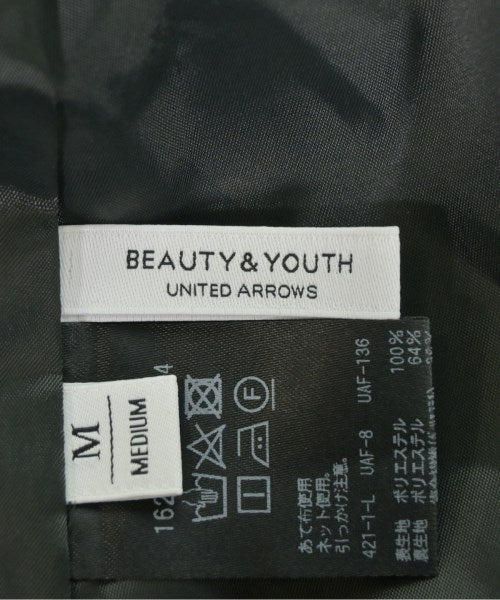 BEAUTY & YOUTH
UNITED ARROWS
M
MEDIUM
162
4
F
あて布使用
ネット使用。
引っかけ注意。
421-1-L UAF-8 UAF-136
表生地 ポリエステル 100%
裏生地 ポリエステル 64%